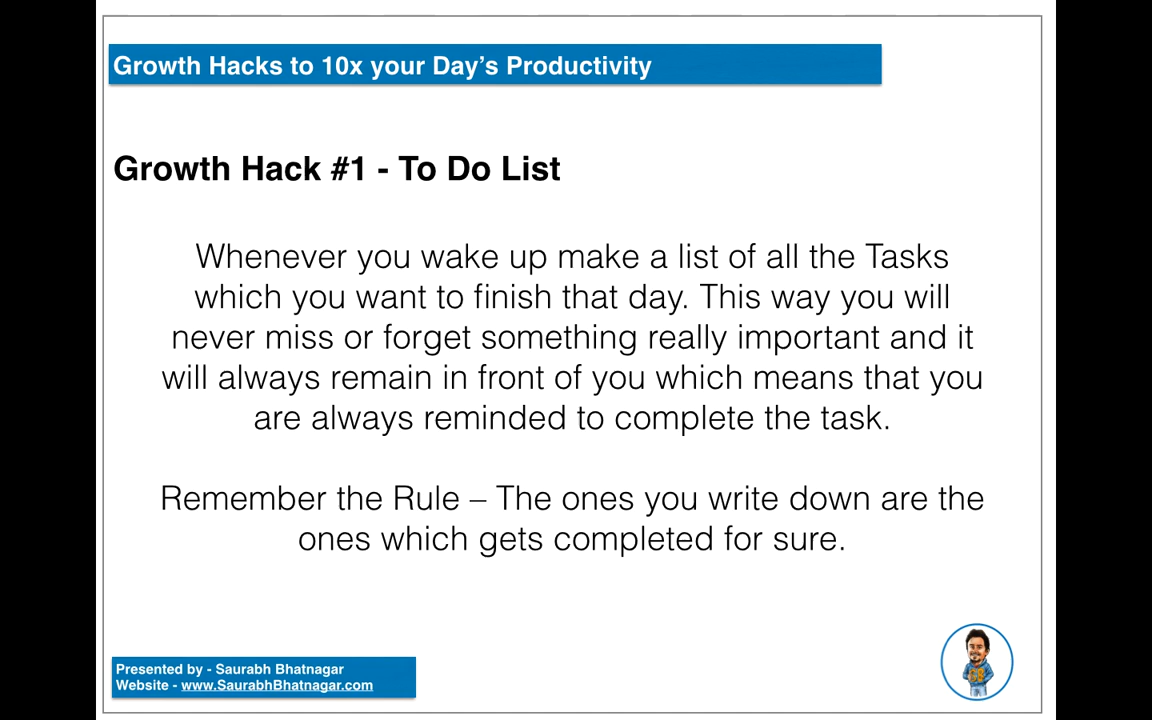 Growth Hacks to 10x your Day’s Productivity
Growth Hack #1 - To Do List
Whenever you wake up make a list of all the Tasks
which you want to finish that day. This way you will
never miss or forget something really important and it
will always remain in front of you which means that you
are always reminded to complete the task.
Remember the Rule – The ones you write down are the
ones which gets completed for sure.
Presented by - Saurabh Bhatnagar
Website - www.SaurabhBhatnagar.com